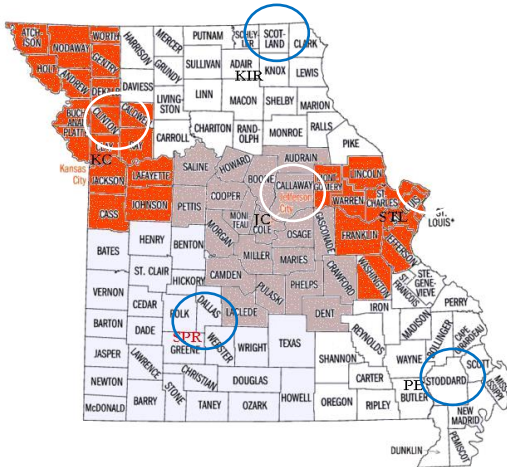 ATCH-
ISON
WORTH
NODAWAY
HOLT
GENTRY
ANDREW
HARRISON
MERCER
PUTNAM
SCHUY-
LER
SCOT-
LAND
CLARK
SULLIVAN
ADAIR
KNOX
LEWIS
KIR
GRUNDY
DEKALB
DAVIESS
LIVING-
STON
LINN
MACON
SHELBY
MARION
CLINTON
CALDWELL
KC
CARROLL
CHARITON
RAND-
OLPH
MONROE
RALLS
PIKE
Kansas
City
JACKSON
LAFAYETTE
SALINE
HOWARD
BOONE
AUDRAIN
CALLAWAY
Jefferson
City
LINCOLN
WARREN
ST.
CHARLES
STL
ST.
LOUIS*
CASS
JOHNSON
PETTIS
COOPER
MONI-
TEAU
JC
COLE
OSAGE
GASCONADE
FRANKLIN
JEFFERSON
BATES
HENRY
BENTON
MORGAN
MILLER
MARIES
CRAWFORD
WASHINGTON
ST.
FRANCOIS
STE.
GENE-
VIEVE
PERRY
VERNON
ST. CLAIR
HICKORY
CAMDEN
PULASKI
PHELPS
DENT
IRON
CEDAR
POLK
DALLAS
LACLEDE
TEXAS
REYNOLDS
MADISON
BOLLINGER
CAPE
GIRARDEAU
BARTON
DADE
SPR
GREENE
WEBSTER
WRIGHT
SHANNON
WAYNE
SCOTT
JASPER
LAWRENCE
CHRISTIAN
DOUGLAS
CARTER
PB
STODDARD
NEWTON
STONE
HOWELL
OREGON
RIPLEY
BUTLER
NEW
MADRID
McDONALD
BARRY
TANEY
OZARK
DUNKLIN
PEMISCOT